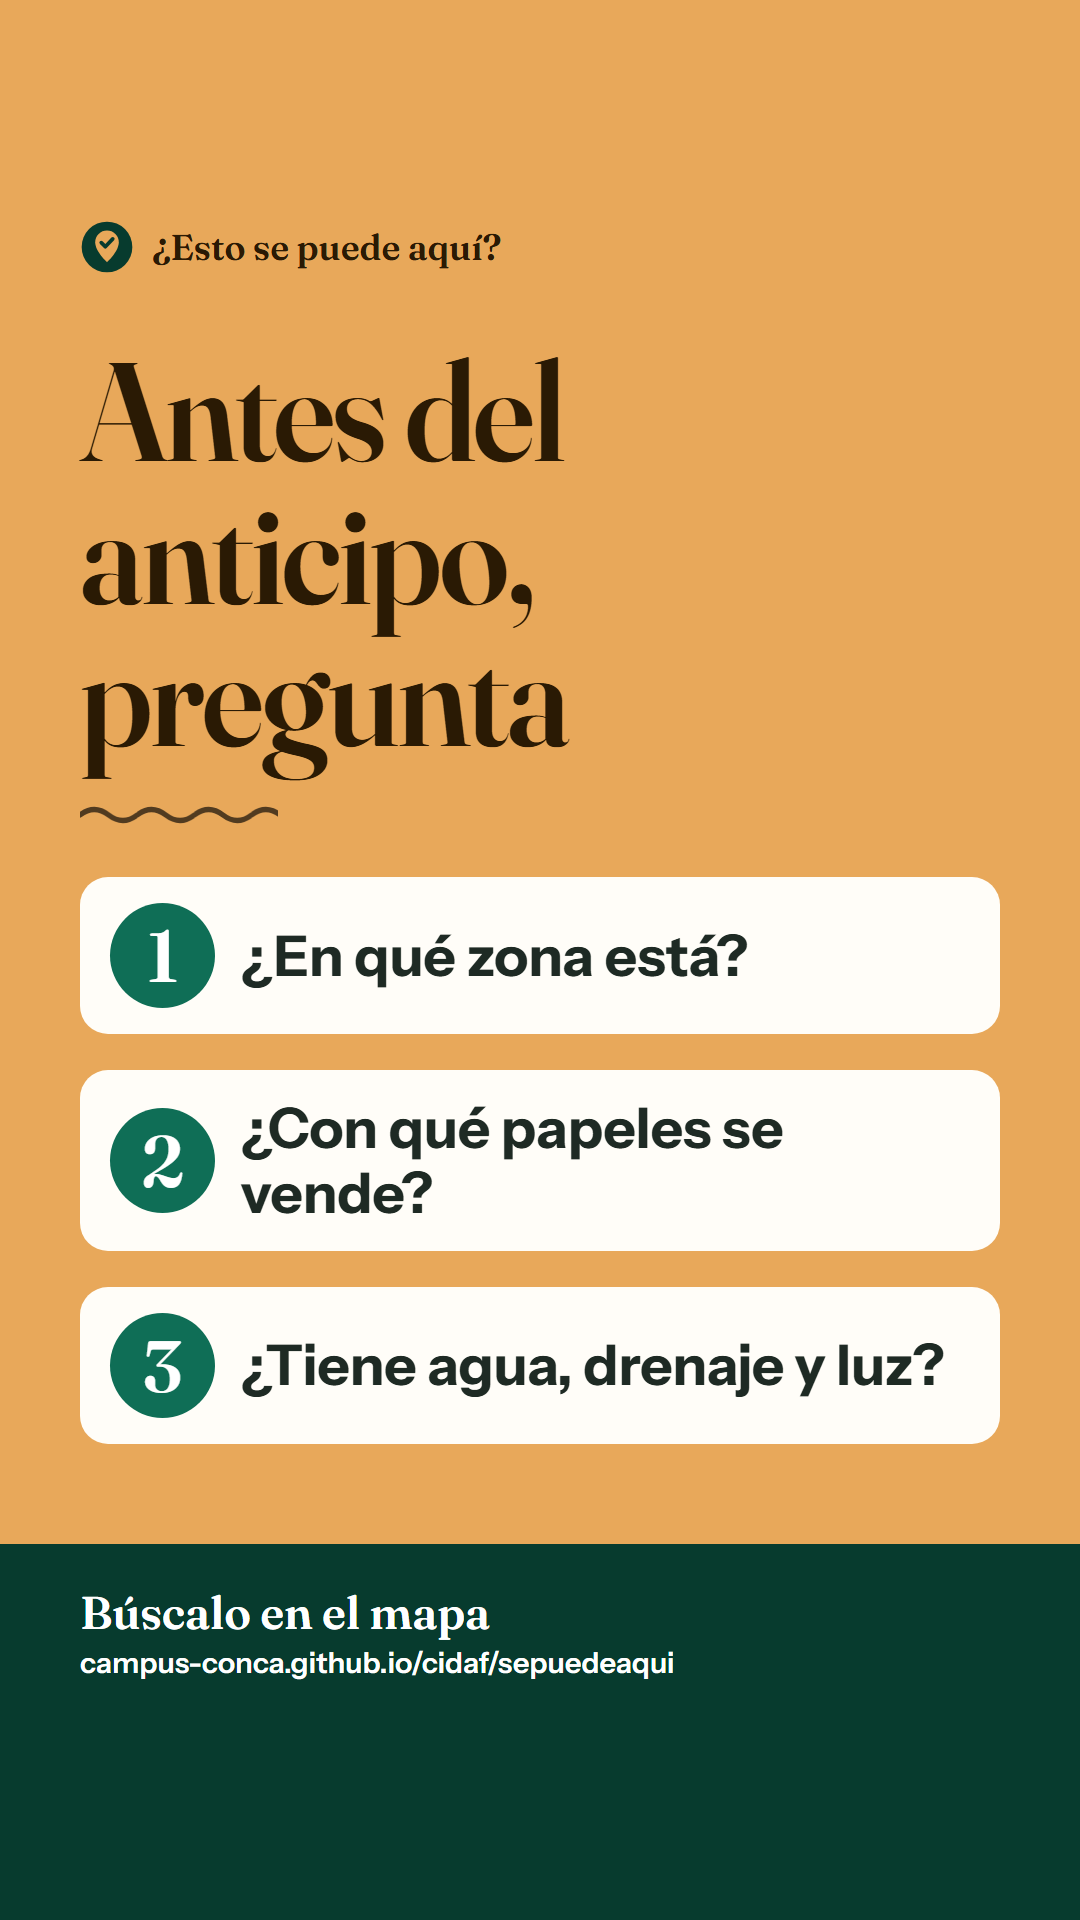 ¿Esto se puede aquí?
Antes del
anticipo,
pregunta
1 ¿En qué zona está?
2 ¿Con qué papeles se
vende?
3 ¿Tiene agua, drenaje y luz?
Búscalo en el mapa
campus-conca.github.io/cidaf/sepuedeaqui